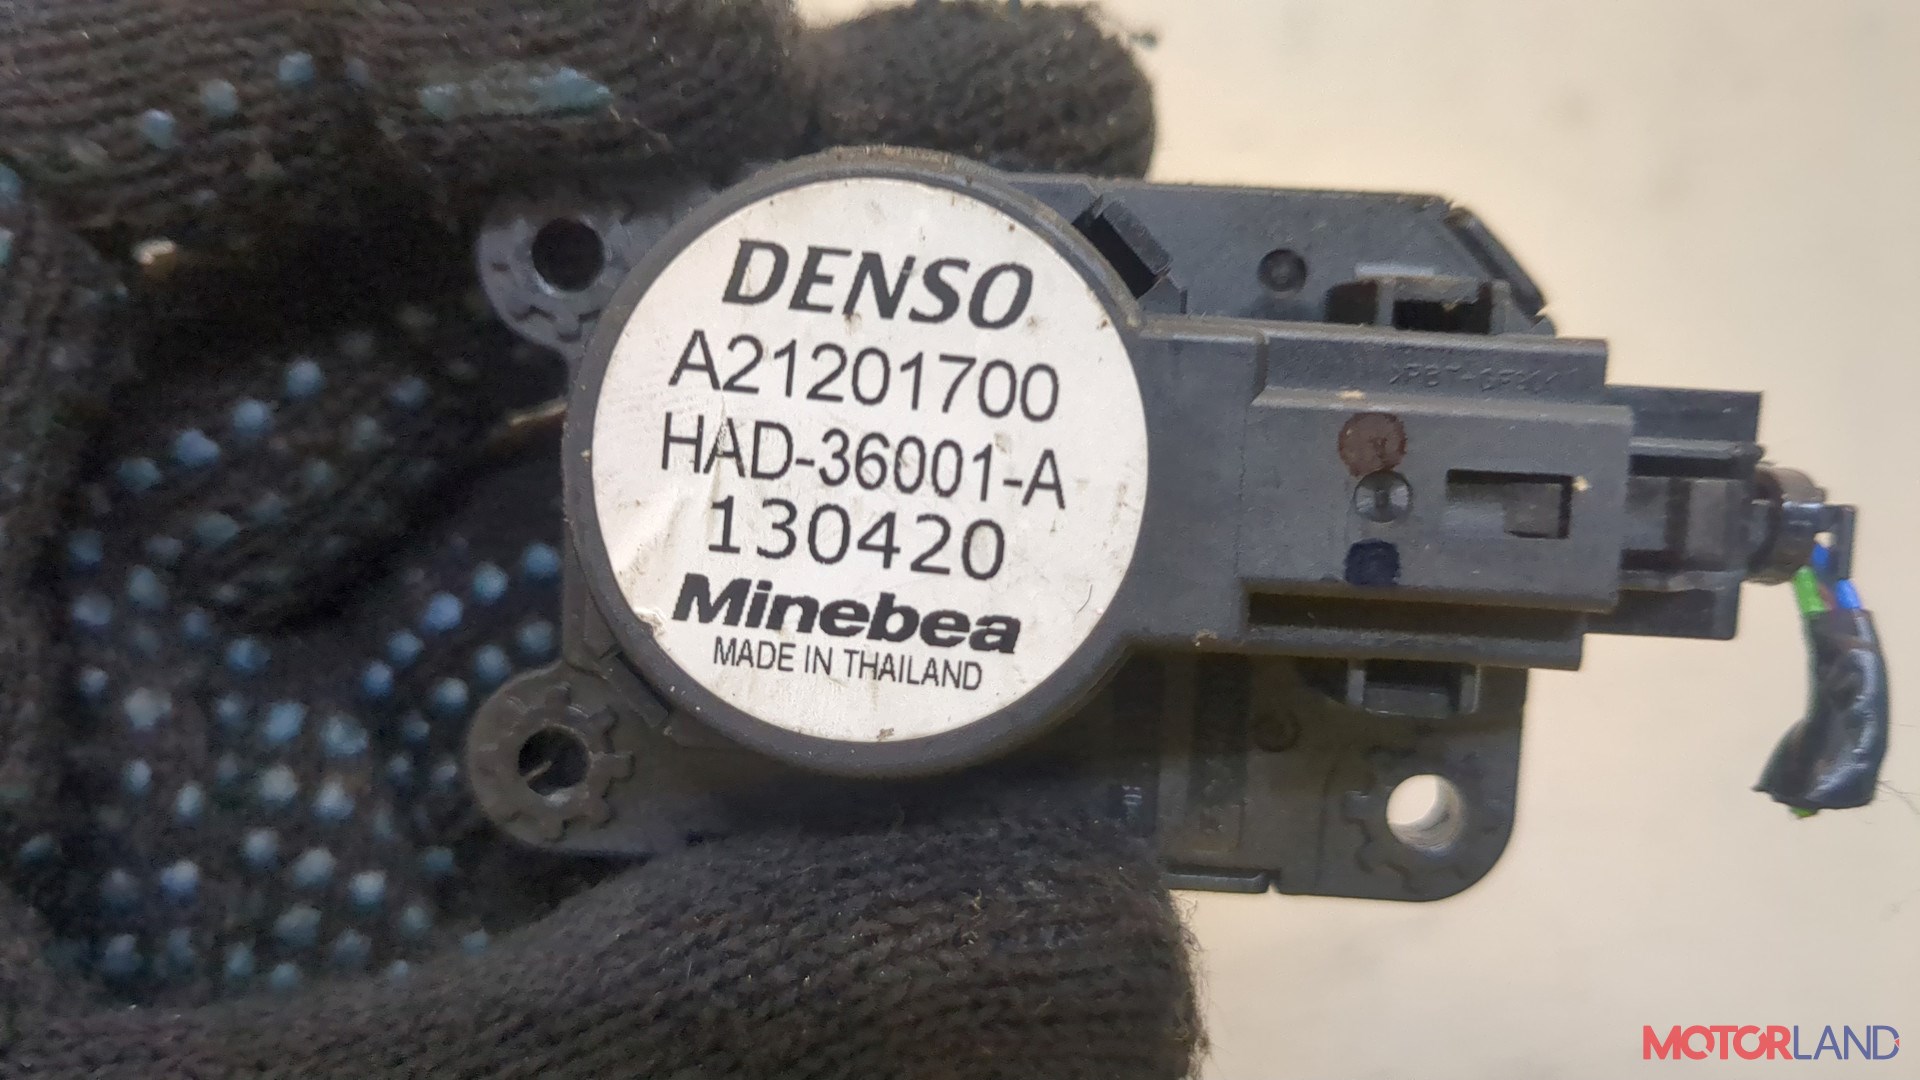 DENSO
A21201700
HAD-36001-A
130420
Minebea
MADE IN THAILAND
MOTORLAND